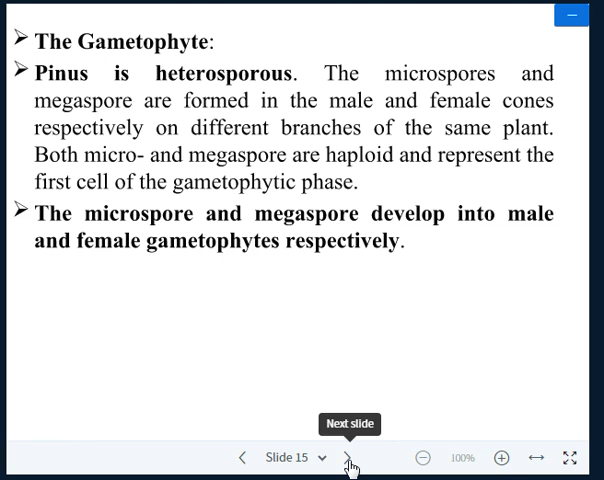 The Gametophyte:
Pinus is heterosporous. The microspores and
megaspore are formed in the male and female cones
respectively on different branches of the same plant.
Both micro- and megaspore are haploid and represent the
first cell of the gametophytic phase.
The microspore and megaspore develop into male
and female gametophytes respectively.
Next slide
Slide 15
100%